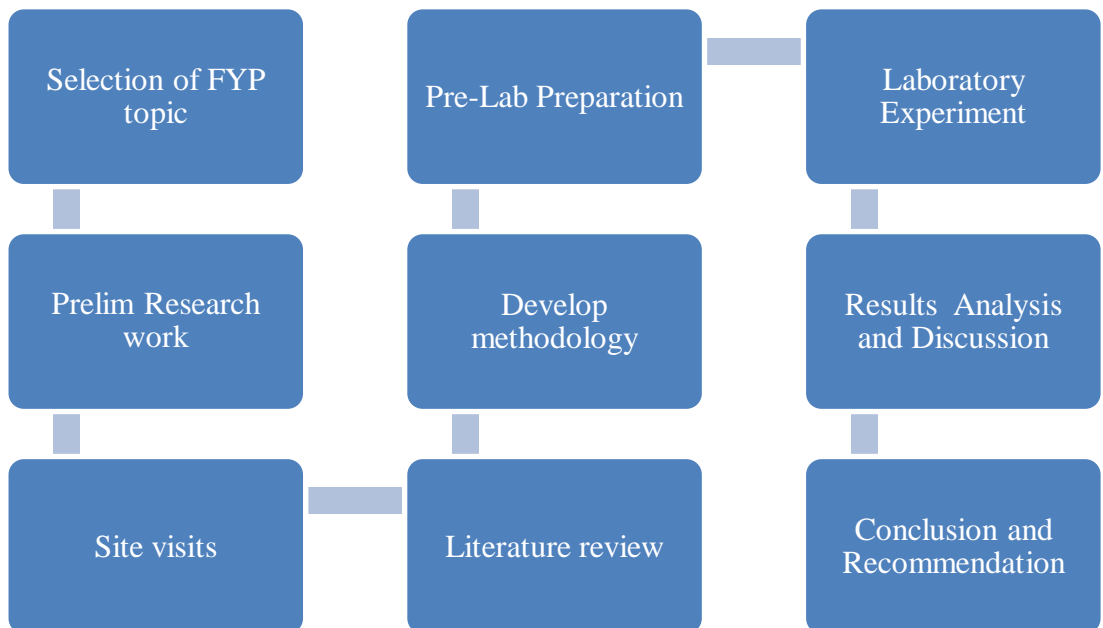 Selection of FYP
topic
Prelim Research
work
Site visits
Literature review
Develop
methodology
Pre-Lab Preparation
Laboratory
Experiment
Results Analysis
and Discussion
Conclusion and
Recommendation